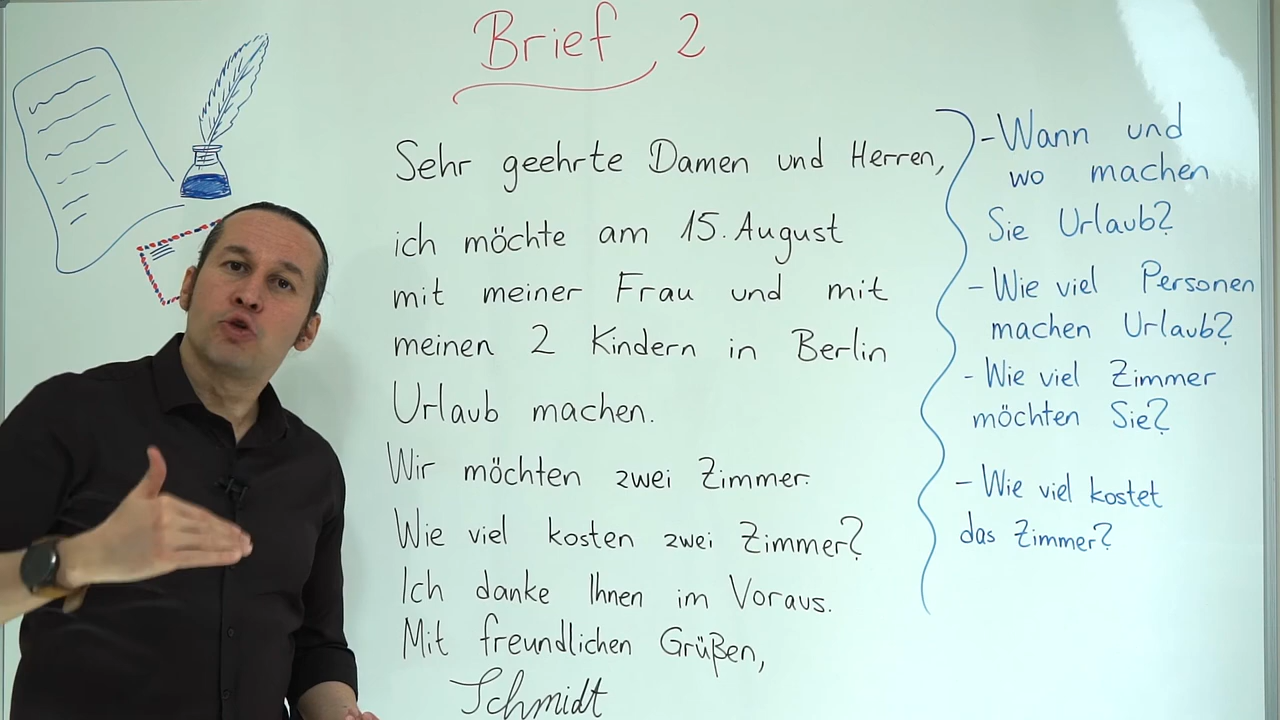 Brief 2
Sehr geehrte Damen und Herren,
ich möchte am 15. August
mit meiner Frau und mit
meinen 2 Kindern in Berlin
Urlaub machen.
Wir möchten zwei Zimmer.
Wie viel kosten zwei Zimmer?
Ich danke Ihnen im Voraus.
Mit freundlichen Grüßen,
Schmidt
- Wann und
wo machen
Sie Urlaub?
- Wie viel Personen
machen Urlaub?
- Wie viel Zimmer
möchten Sie?
- Wie viel kostet
das Zimmer?